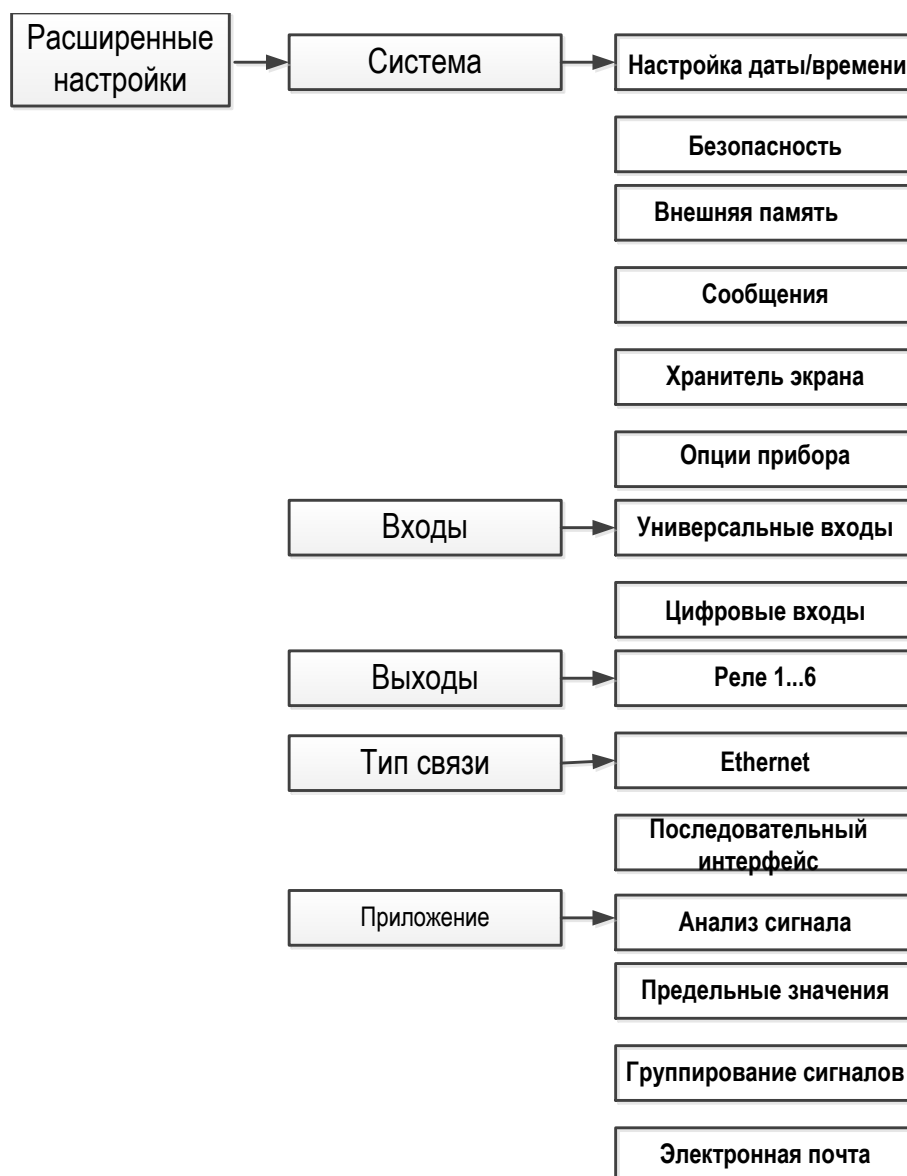 Расширенные
настройки
Система
Настройка даты/времени
Безопасность
Внешняя память
Сообщения
Хранитель экрана
Опции прибора
Входы
Универсальные входы
Цифровые входы
Выходы
Реле 1...6
Тип связи
Ethernet
Последовательный
интерфейс
Приложение
Анализ сигнала
Предельные значения
Группирование сигналов
Электронная почта